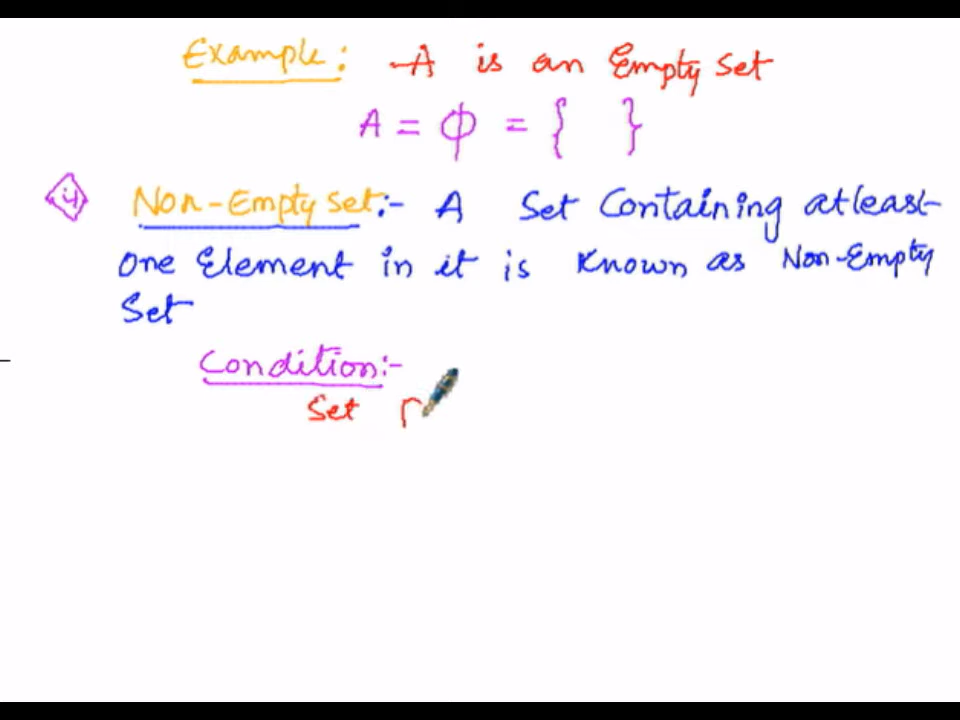 Example: A is an Empty Set
A = φ = { }
4 Non-Empty Set:- A Set Containing atleast
one Element in it is Known as Non-Empty
Set
Condition:-
Set